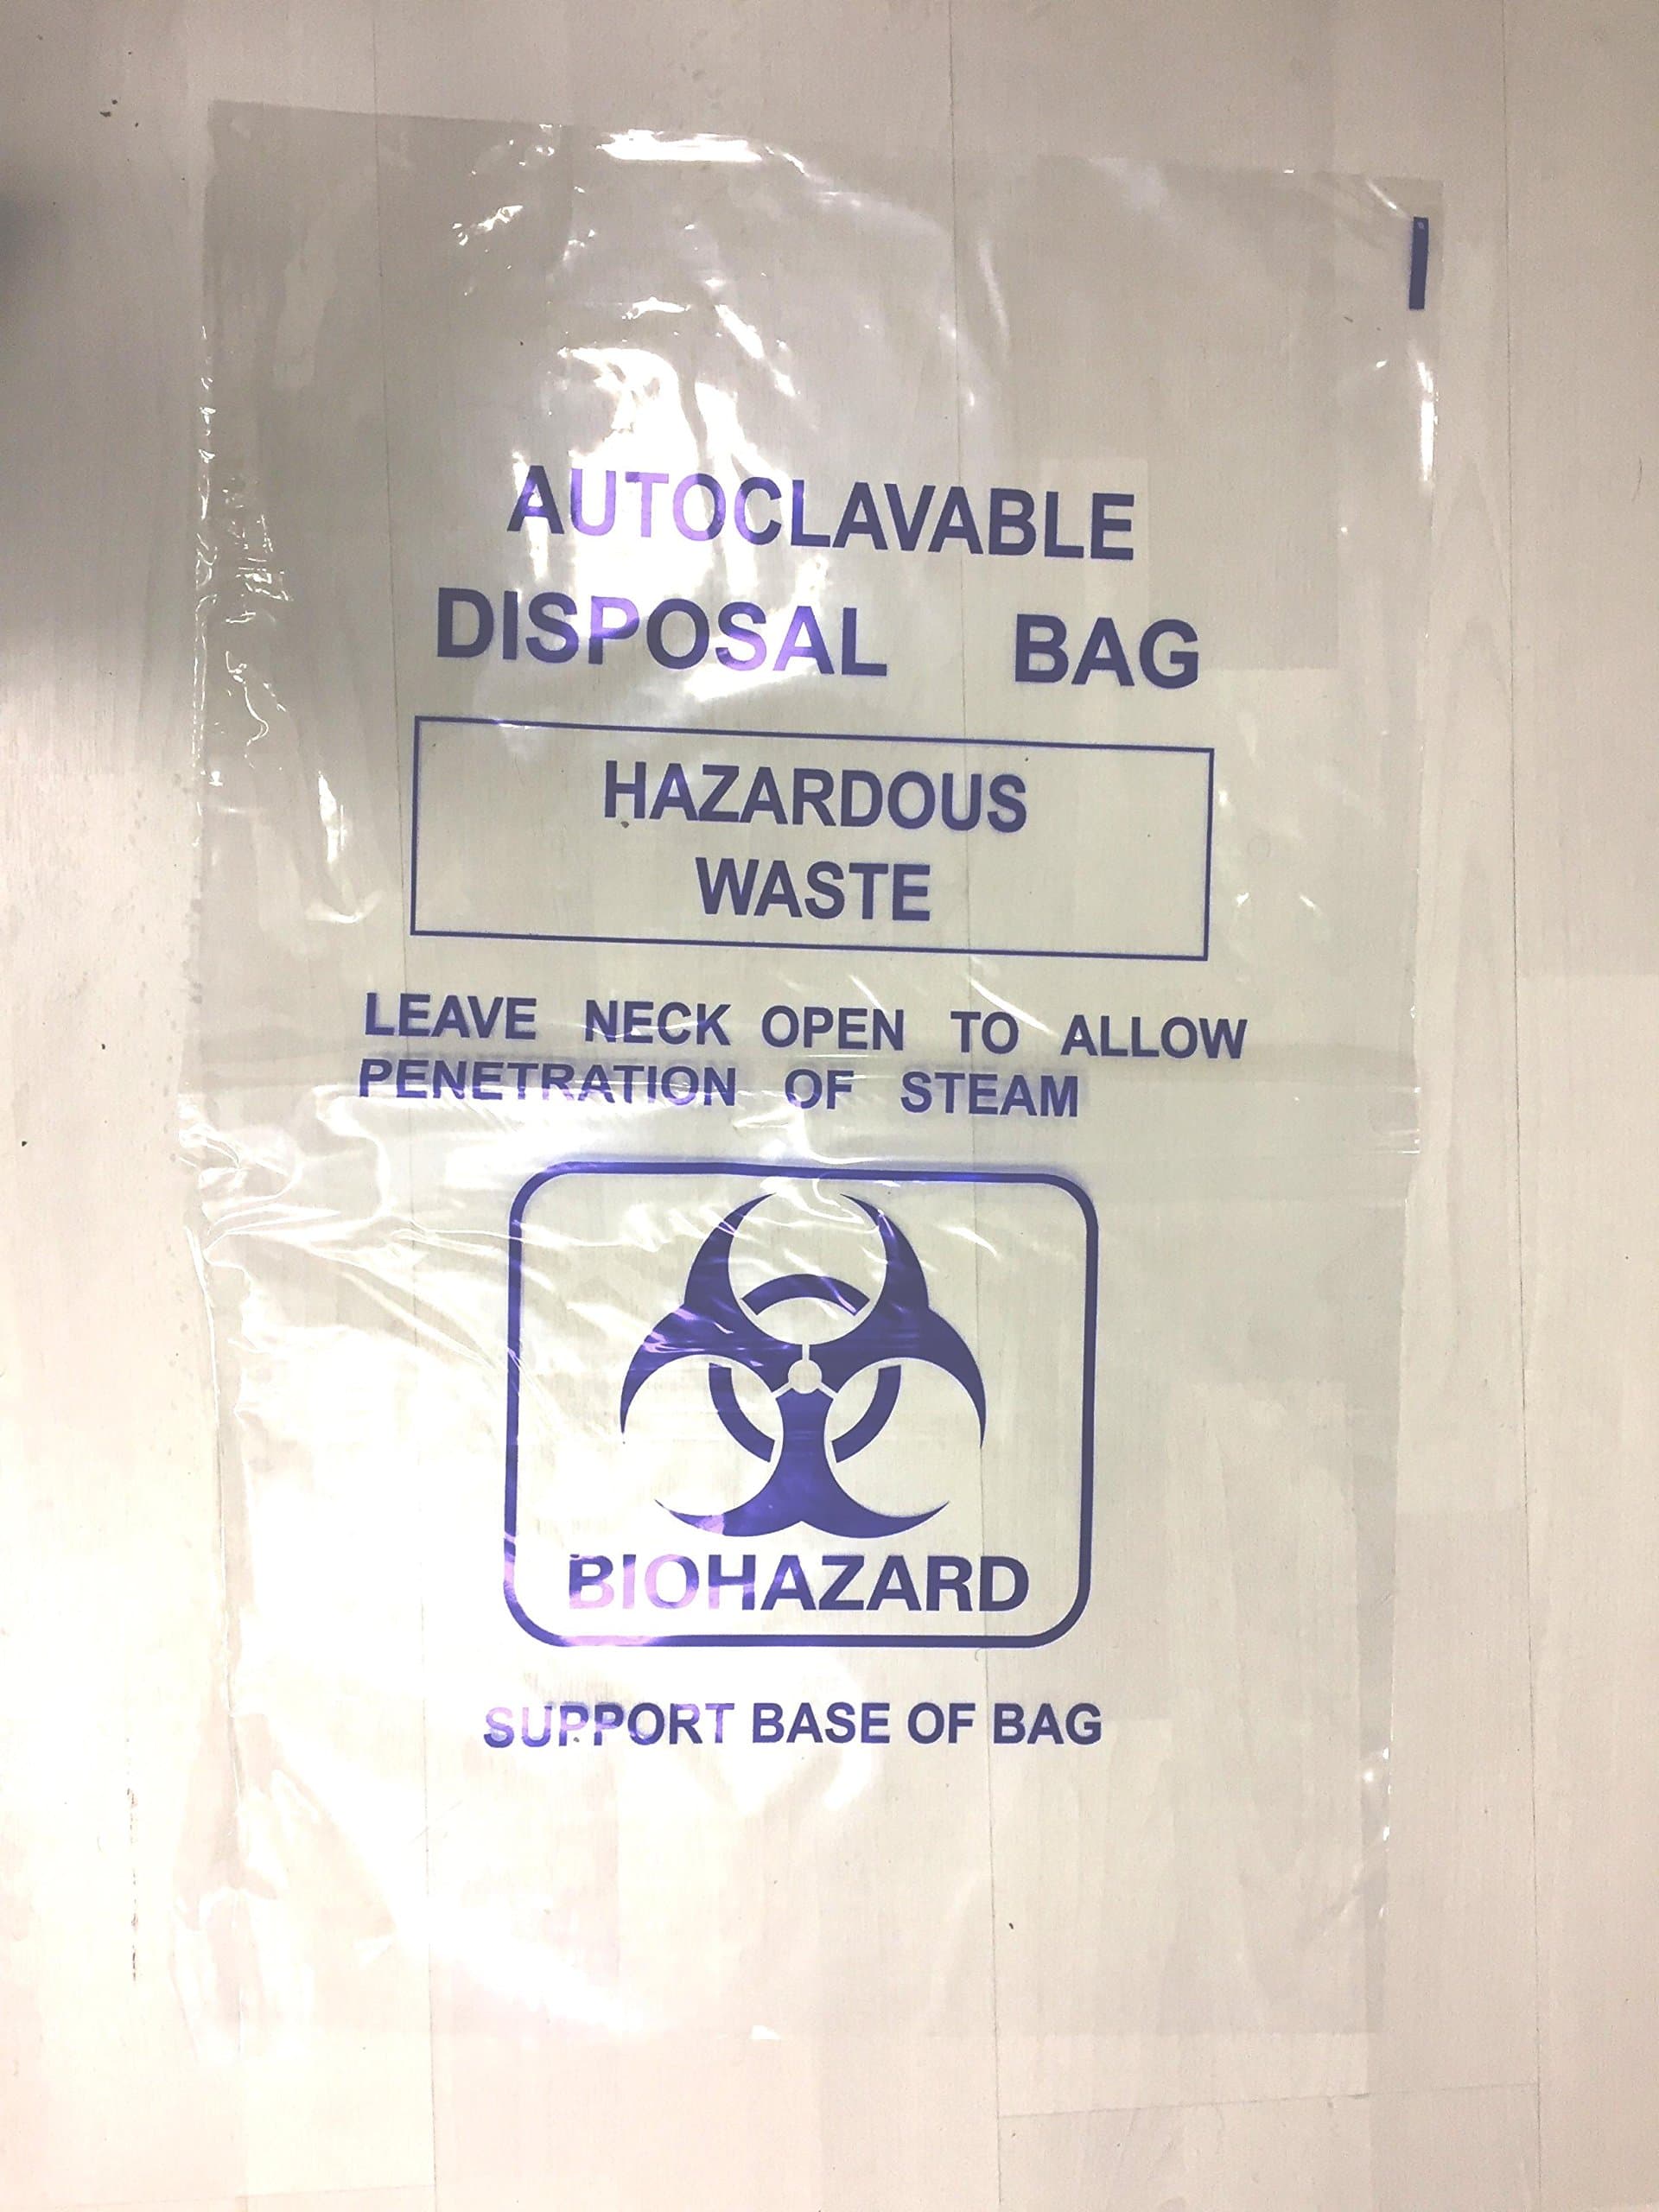 AUTOCLAVABLE
DISPOSAL BAG
HAZARDOUS
WASTE
LEAVE NECK OPEN TO ALLOW
PENETRATION OF STEAM
BIOHAZARD
SUPPORT BASE OF BAG